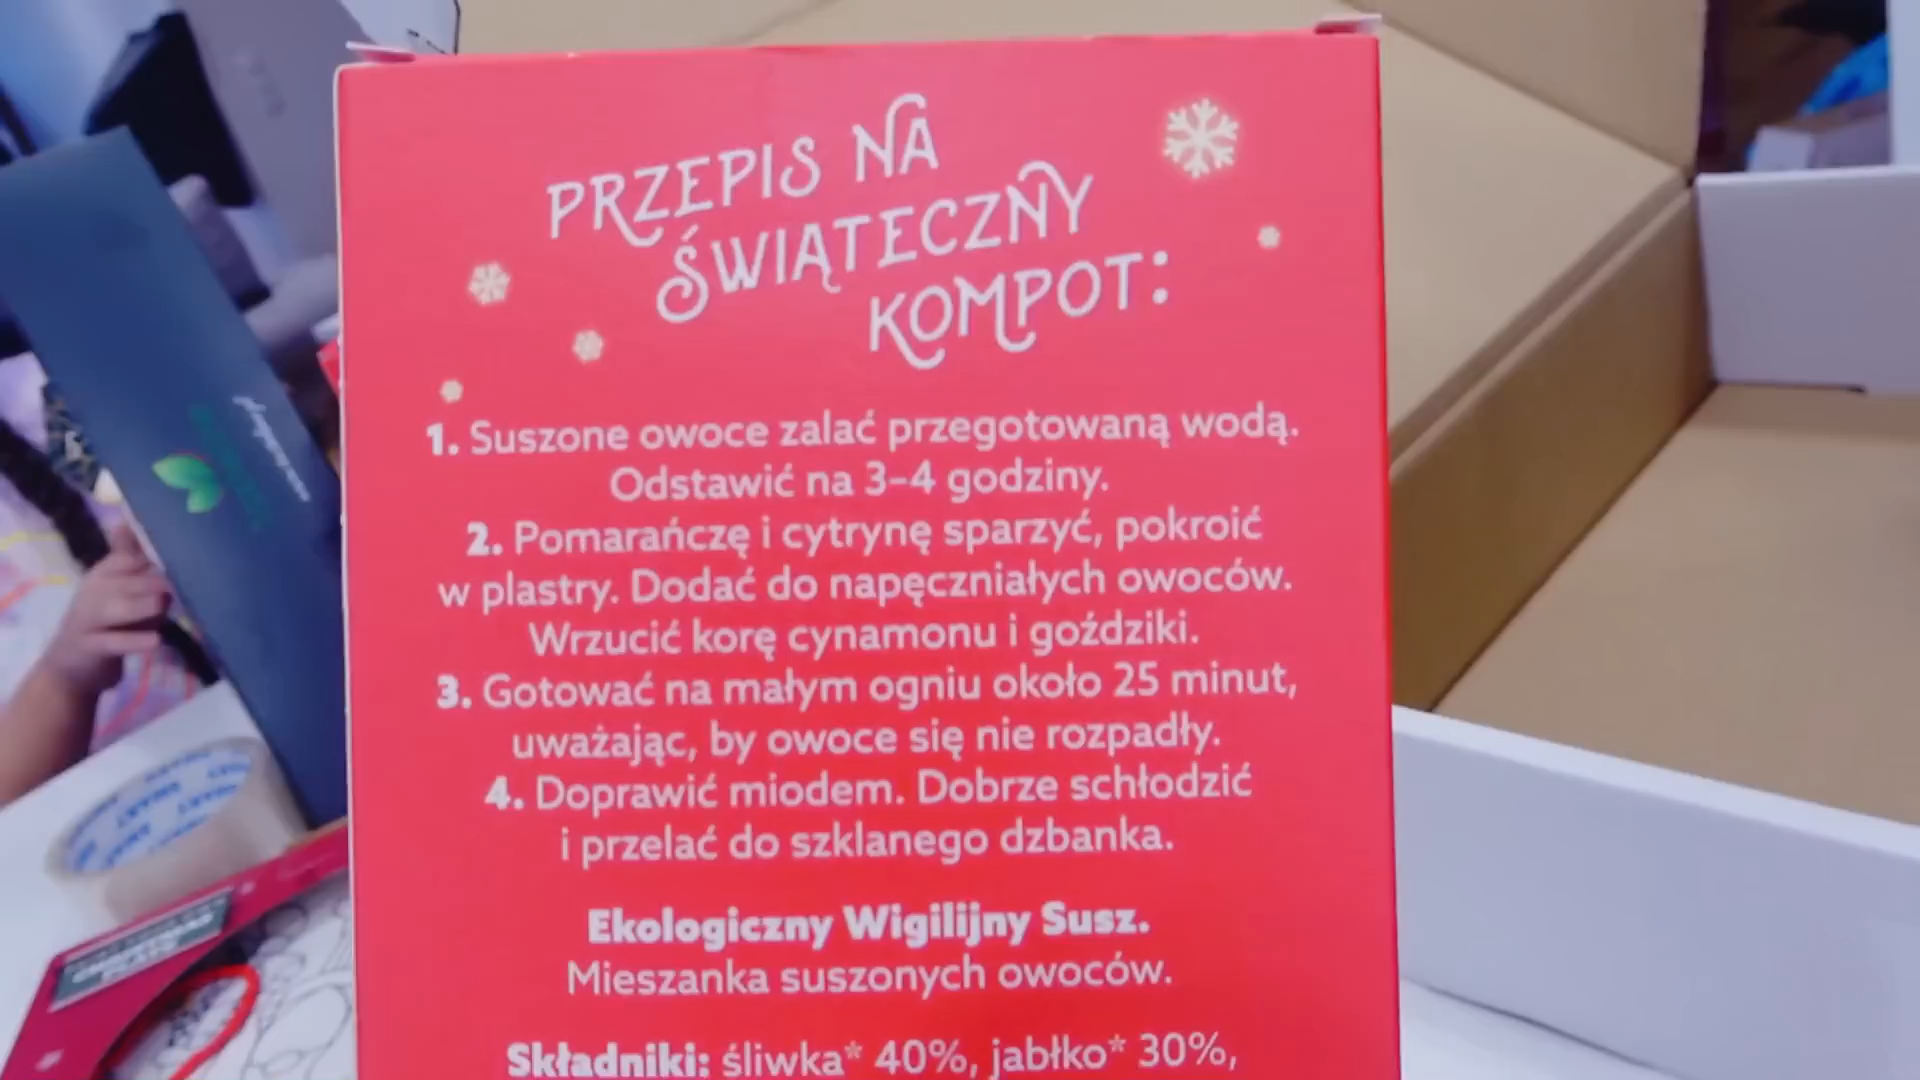 PRZEPIS NA
ŚWIĄTECZNY
KOMPOT:
1. Suszone owoce zalać przegotowaną wodą.
Odstawić na 3–4 godziny.
2. Pomarańczę i cytrynę sparzyć, pokroić
w plastry. Dodać do napęczniałych owoców.
Wrzucić korę cynamonu i goździki.
3. Gotować na małym ogniu około 25 minut,
uważając, by owoce się nie rozpadły.
4. Doprawić miodem. Dobrze schłodzić
i przelać do szklanego dzbanka.
Ekologiczny Wigilijny Susz.
Mieszanka suszonych owoców.
Składniki: śliwka* 40%, jabłko* 30%,